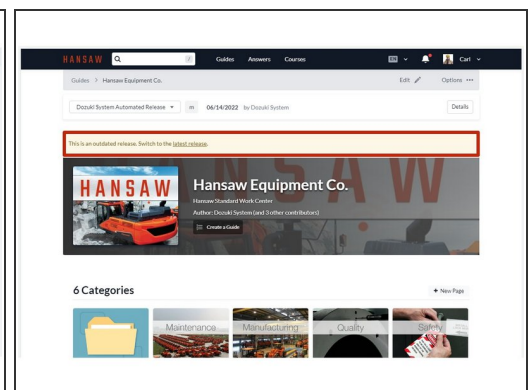 HANSAW
Guides Answers Courses
EN
Carl
Guides > Hansaw Equipment Co.
Edit
Options
Dozuki System Automated Release
on 06/14/2022 by Dozuki System
Details
This is an outdated release. Switch to the latest release.
HANSAW
HANSAW
Hansaw Equipment Co.
Hansaw Standard Work Center
Author: Dozuki System (and 3 other contributors)
Create a Guide
6 Categories
+ New Page
Maintenance
Manufacturing
Quality
Safety